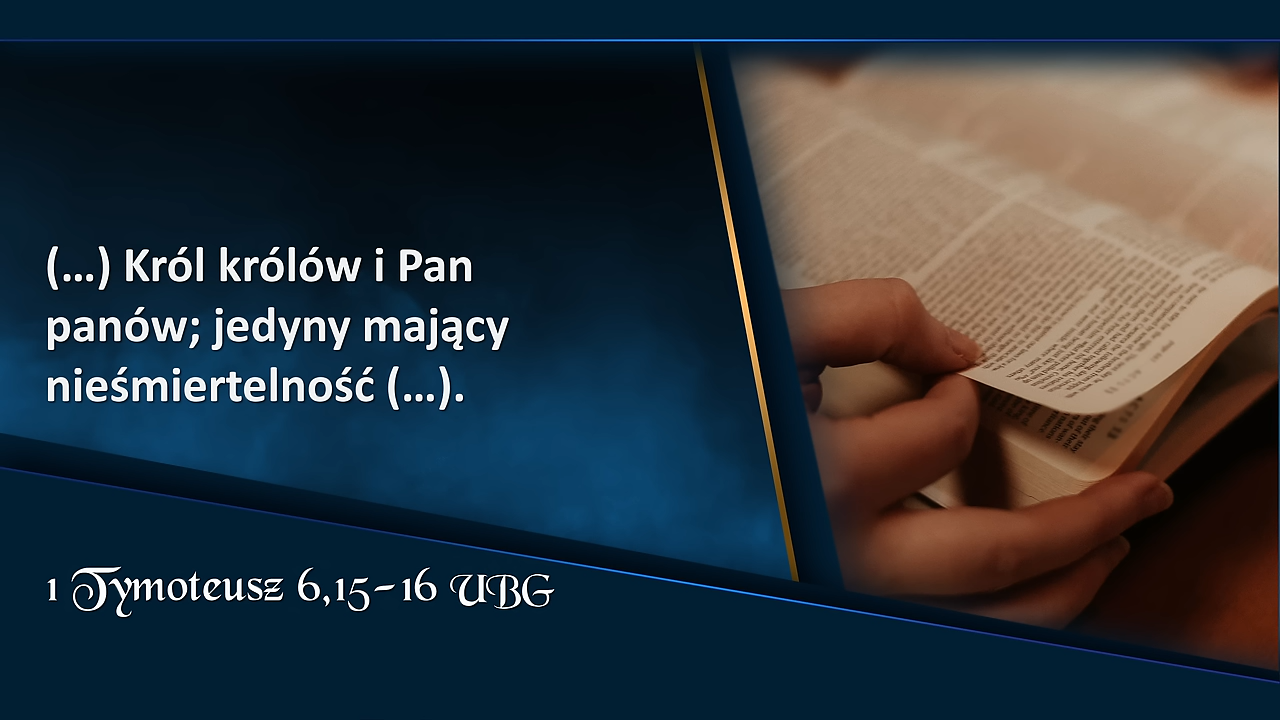 (...) Król królów i Pan
panów; jedyny mający
nieśmiertelność (...).
1 Tymoteusz 6,15-16 UBG